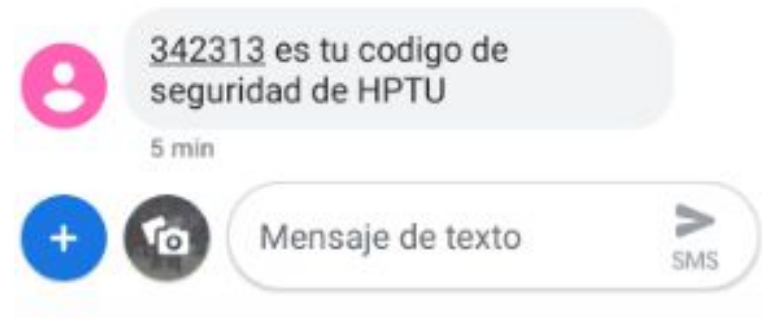 342313 es tu codigo de
seguridad de HPTU
5 min
Mensaje de texto
SMS